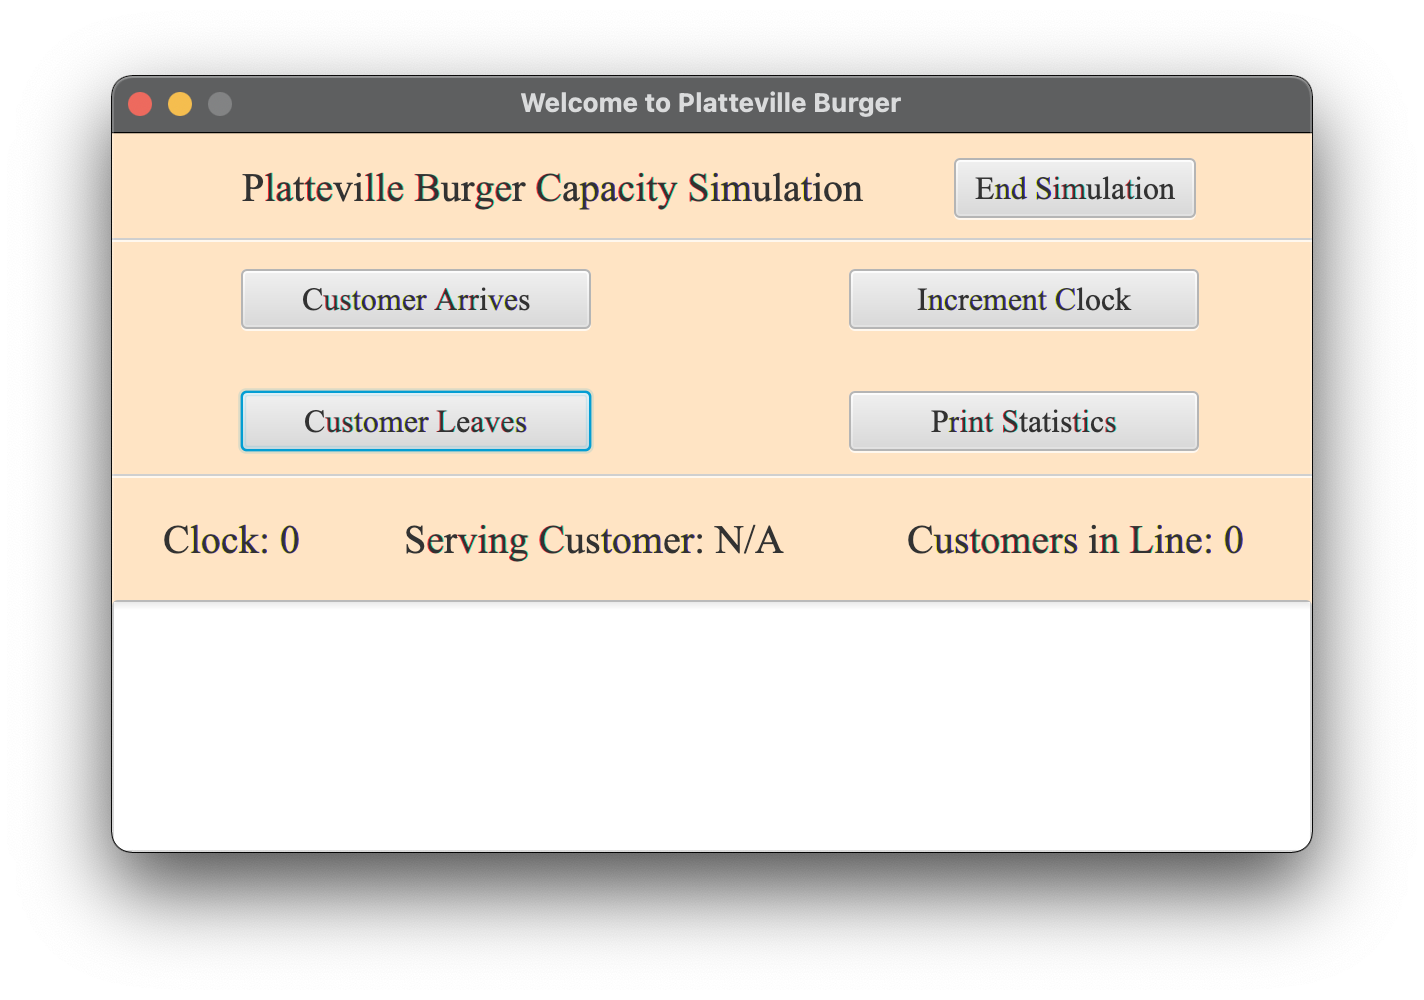 Welcome to Platteville Burger
Platteville Burger Capacity Simulation
End Simulation
Customer Arrives
Increment Clock
Customer Leaves
Print Statistics
Clock: 0
Serving Customer: N/A
Customers in Line: 0